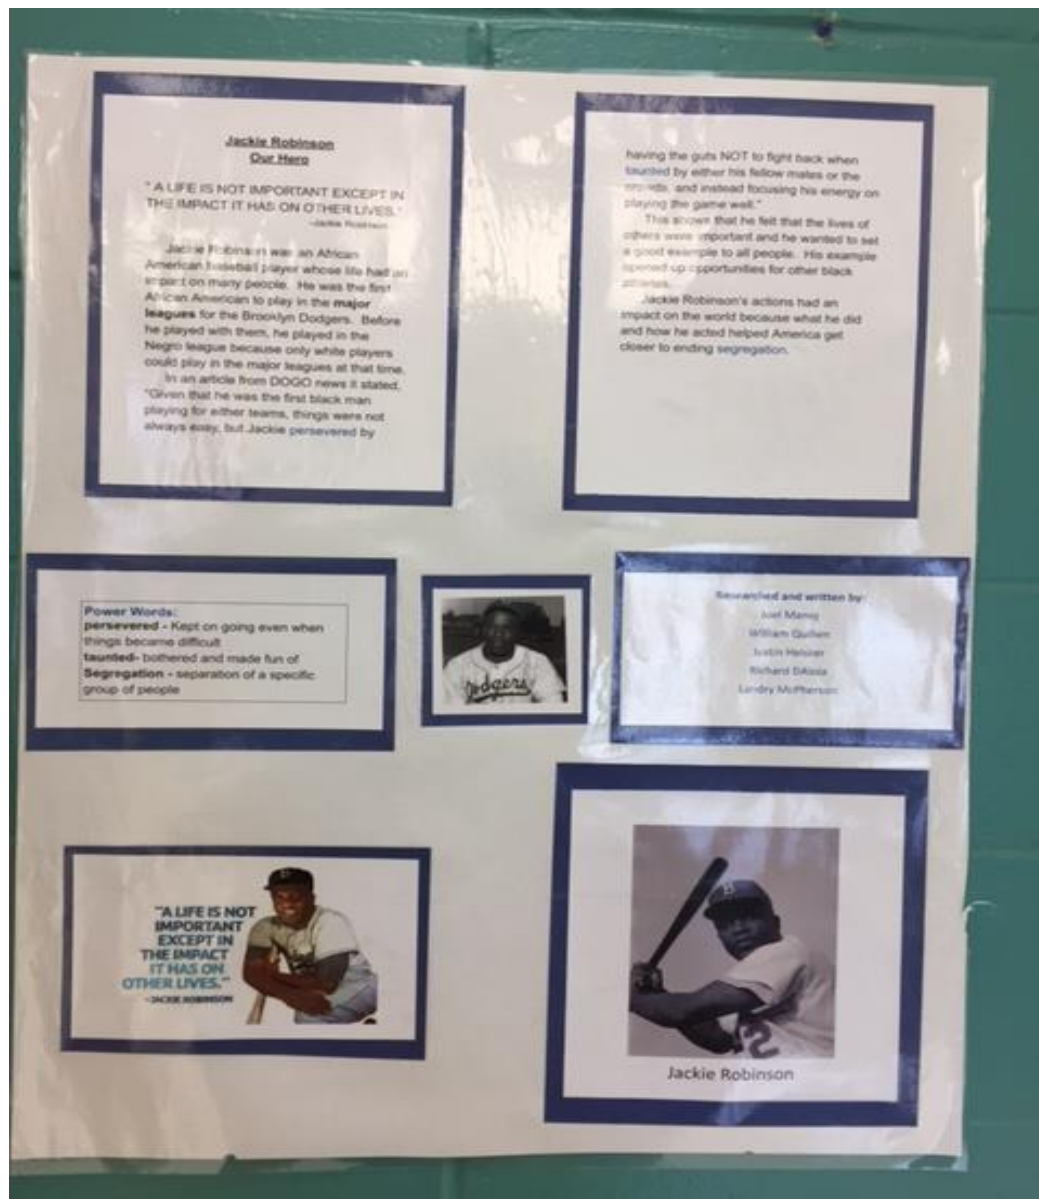 Jackie Robinson
Our Hero
" A LIFE IS NOT IMPORTANT EXCEPT IN
THE IMPACT IT HAS ON OTHER LIVES."
-Jackie Robinson
Jackie Robinson was an African
American baseball player whose life had an
impact on many people. He was the first
African American to play in the major
leagues for the Brooklyn Dodgers. Before
he played with them, he played in the
Negro league because only white players
could play in the major leagues at that time.
In an article from DOGO news it stated,
"Given that he was the first black man
playing for either teams, things were not
always easy, but Jackie persevered by
having the guts NOT to fight back when
taunted by either his fellow mates or the
crowds, and instead focusing his energy on
playing the game well."
This shows that he felt that the lives of
others were important and he wanted to set
a good example to all people. His example
opened up opportunities for other black
athletes.
Jackie Robinson's actions had an
impact on the world because what he did
and how he acted helped America get
closer to ending segregation.
Power Words:
persevered - Kept on going even when
things became difficult
taunted- bothered and made fun of
Segregation - separation of a specific
group of people
Dodgers
Researched and written by:
Joel
William Quillen
Justin
Richard
Landry McPherson
"A LIFE IS NOT
IMPORTANT
EXCEPT IN
THE IMPACT
IT HAS ON
OTHER LIVES."
-JACKIE ROBINSON
B
2
Jackie Robinson